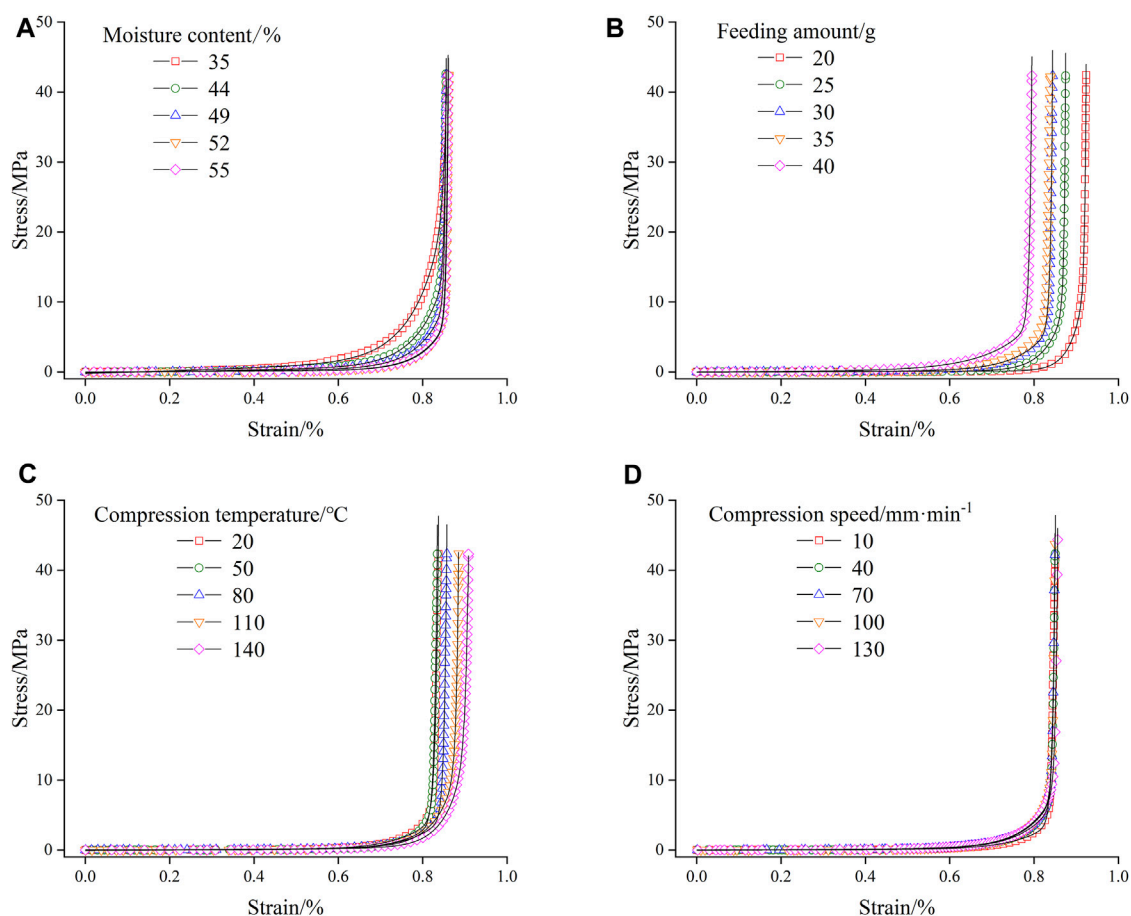 A
Moisture content/%
35
44
49
52
55
50
40
30
20
10
0
Stress/MPa
0.0 0.2 0.4 0.6 0.8 1.0
Strain/%
B
Feeding amount/g
20
25
30
35
40
50
40
30
20
10
0
Stress/MPa
0.0 0.2 0.4 0.6 0.8 1.0
Strain/%
C
Compression temperature/°C
20
50
80
110
140
50
40
30
20
10
0
Stress/MPa
0.0 0.2 0.4 0.6 0.8 1.0
Strain/%
D
Compression speed/mm·min⁻¹
10
40
70
100
130
50
40
30
20
10
0
Stress/MPa
0.0 0.2 0.4 0.6 0.8 1.0
Strain/%